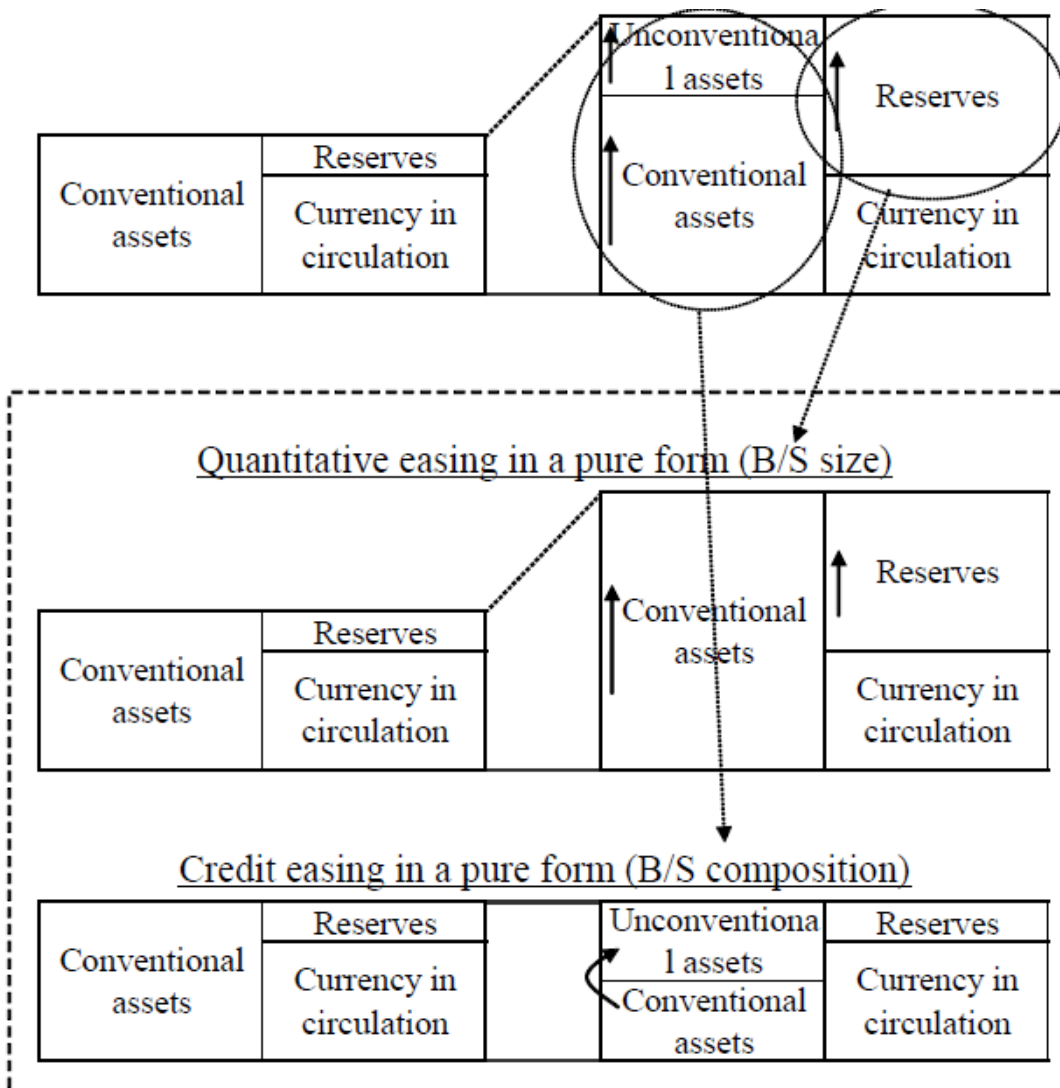 Unconventiona
l assets
Reserves
Conventional
assets
Reserves
Currency in
circulation
Conventional
assets
Currency in
circulation
Quantitative easing in a pure form (B/S size)
Reserves
Conventional
assets
Reserves
Currency in
circulation
Conventional
assets
Currency in
circulation
Credit easing in a pure form (B/S composition)
Conventional
assets
Reserves
Currency in
circulation
Unconventiona
l assets
Conventional
assets
Reserves
Currency in
circulation